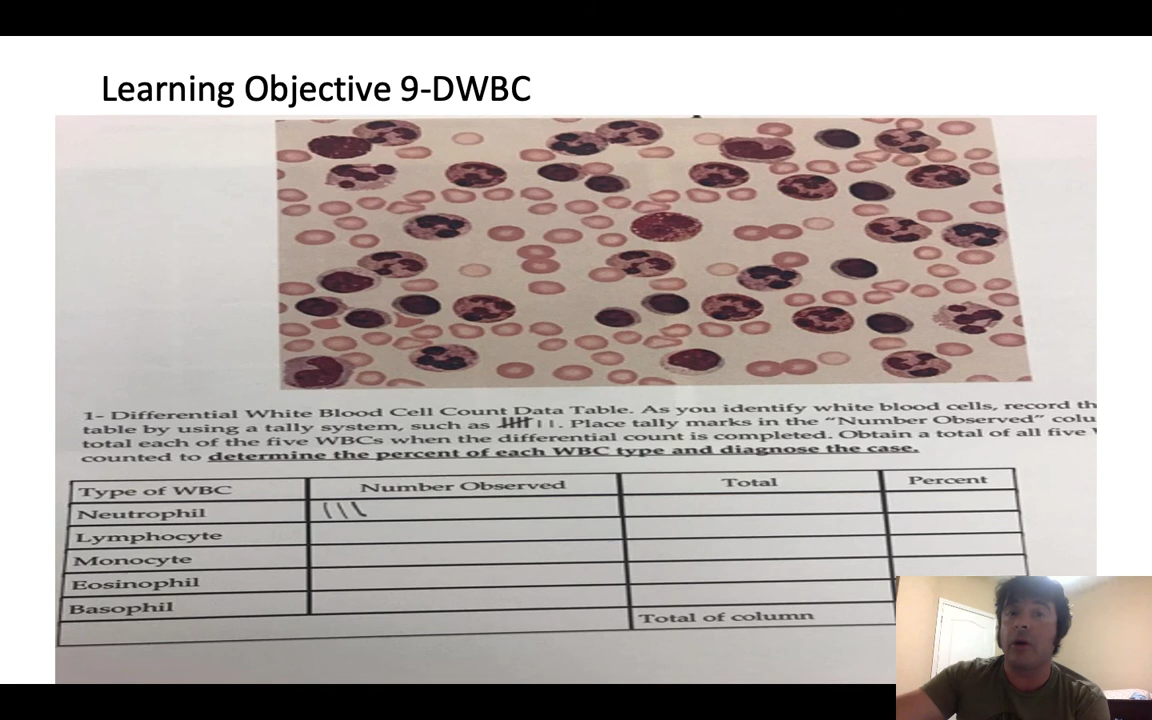 Learning Objective 9-DWBC
1- Differential White Blood Cell Count Data Table. As you identify white blood cells, record th
table by using a tally system, such as 卌 II. Place tally marks in the "Number Observed" colu
total each of the five WBCs when the differential count is completed. Obtain a total of all five
counted to determine the percent of each WBC type and diagnose the case.
Type of WBC Number Observed Total Percent
Neutrophil III
Lymphocyte
Monocyte
Eosinophil
Basophil
Total of column